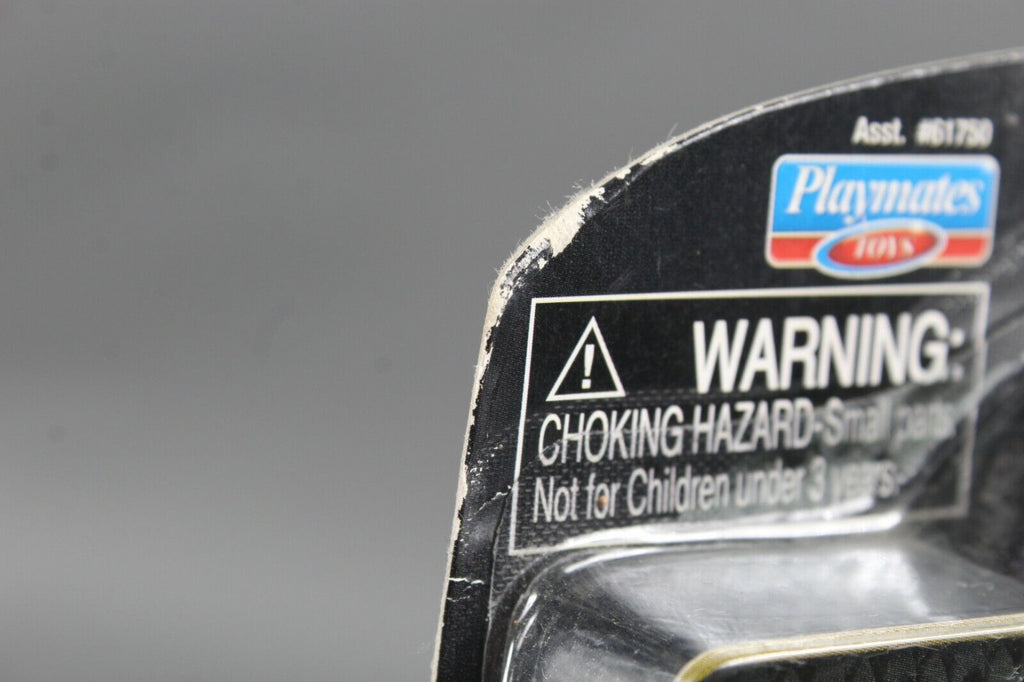 Asst. #61750
Playmates
TOYS
WARNING:
CHOKING HAZARD-Small parts.
Not for Children under 3 years.